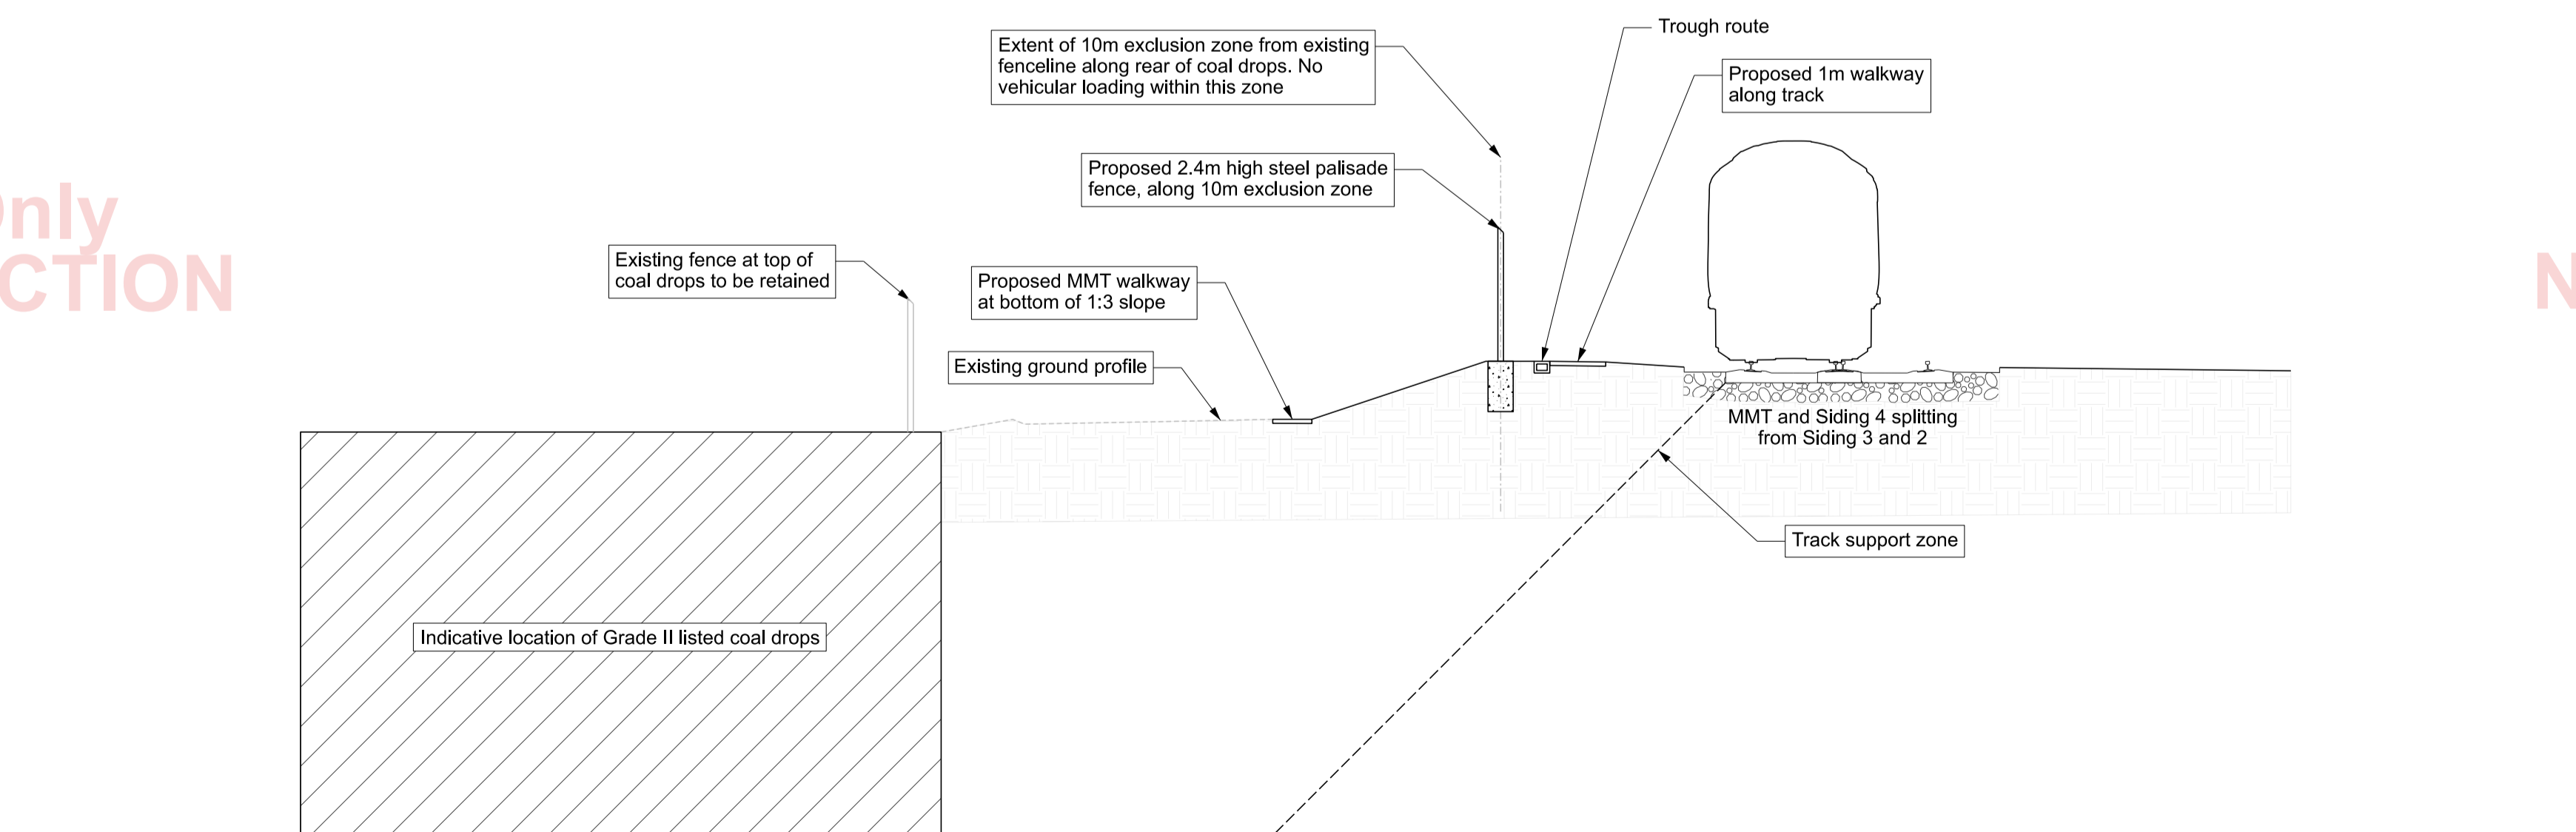 Trough route
Extent of 10m exclusion zone from existing
fenceline along rear of coal drops. No
vehicular loading within this zone
Proposed 1m walkway
along track
Proposed 2.4m high steel palisade
fence, along 10m exclusion zone
Only
CTION
N
Existing fence at top of
coal drops to be retained
Proposed MMT walkway
at bottom of 1:3 slope
Existing ground profile
MMT and Siding 4 splitting
from Siding 3 and 2
Track support zone
Indicative location of Grade II listed coal drops